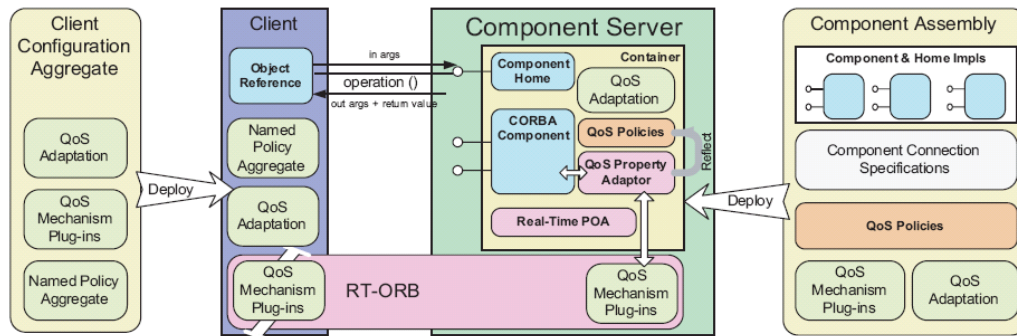 Client
Configuration
Aggregate
QoS
Adaptation
QoS
Mechanism
Plug-ins
Named Policy
Aggregate
Deploy
Client
Object
Reference
Named
Policy
Aggregate
QoS
Adaptation
QoS
Mechanism
Plug-ins
in args
operation ()
out args + return value
RT-ORB
Component Server
Container
Component
Home
QoS
Adaptation
CORBA
Component
QoS Policies
QoS Property
Adaptor
Reflect
Real-Time POA
QoS
Mechanism
Plug-ins
Deploy
Component Assembly
Component & Home Impls
Component Connection
Specifications
QoS Policies
QoS
Mechanism
Plug-ins
QoS
Adaptation